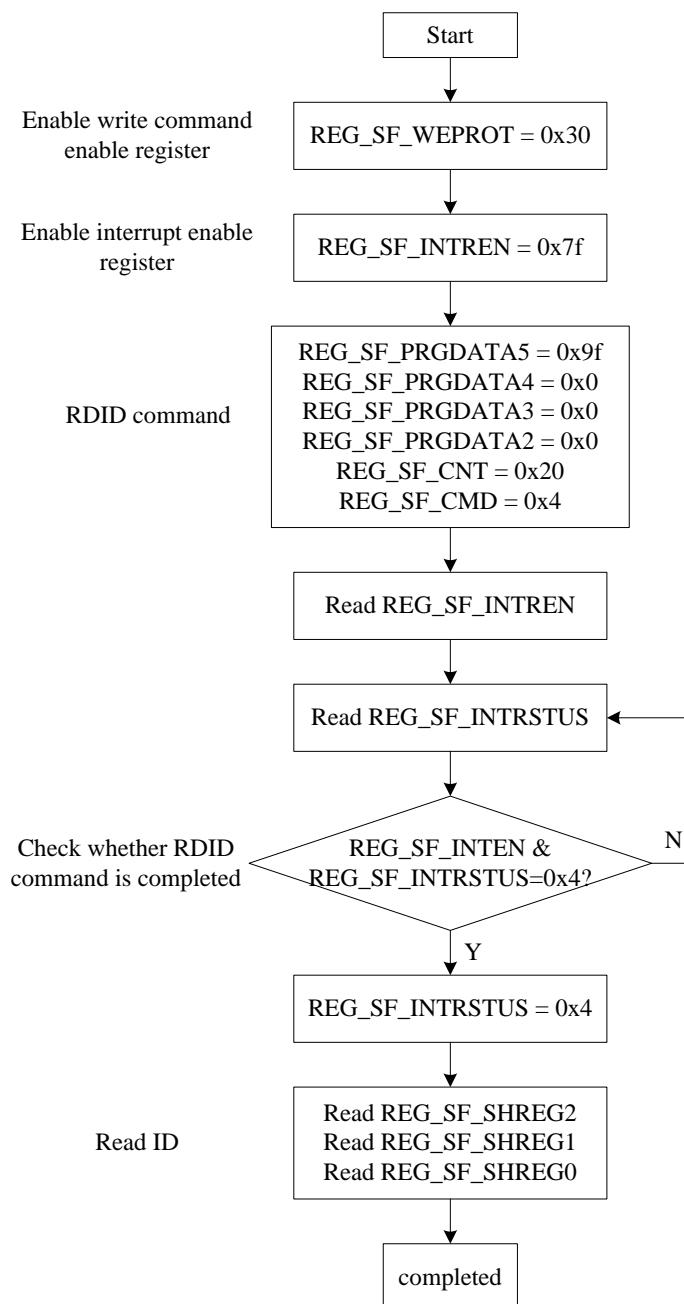 Start
Enable write command
enable register
REG_SF_WEPROT = 0x30
Enable interrupt enable
register
REG_SF_INTREN = 0x7f
RDID command
REG_SF_PRGDATA5 = 0x9f
REG_SF_PRGDATA4 = 0x0
REG_SF_PRGDATA3 = 0x0
REG_SF_PRGDATA2 = 0x0
REG_SF_CNT = 0x20
REG_SF_CMD = 0x4
Read REG_SF_INTREN
Read REG_SF_INTRSTUS
Check whether RDID
command is completed
REG_SF_INTEN &
REG_SF_INTRSTUS=0x4?
N
Y
REG_SF_INTRSTUS = 0x4
Read ID
Read REG_SF_SHREG2
Read REG_SF_SHREG1
Read REG_SF_SHREG0
completed